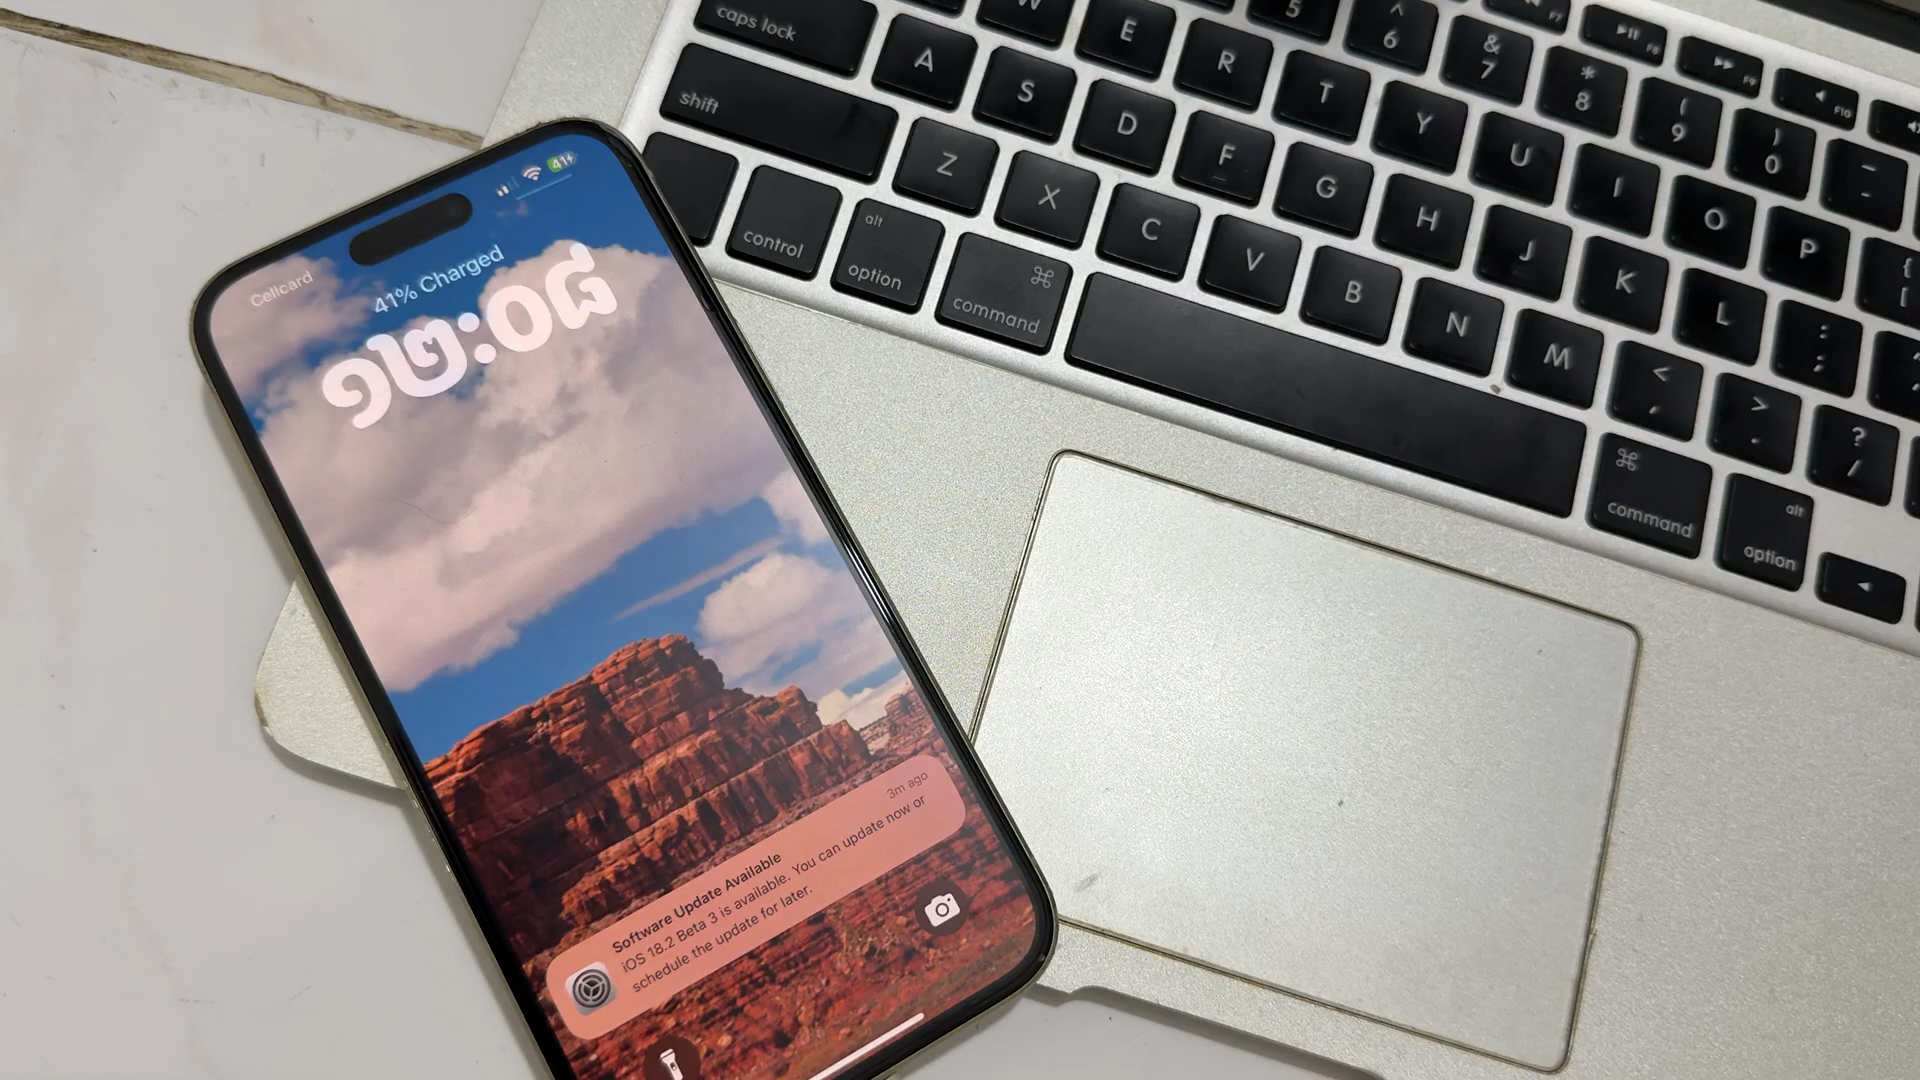 Cellcard
41
41% Charged
១២:០៨
3m ago
Software Update Available
iOS 18.2 Beta 3 is available. You can update now or
schedule the update for later.
F7 F8 F9 F10
5 ^ 6 & 7 * 8 ( 9 ) 0 _ -
W E R T Y U I O P { [
caps lock A S D F G H J K L : ;
shift Z X C V B N M < , > . ? /
control alt option ⌘ command ⌘ command alt option